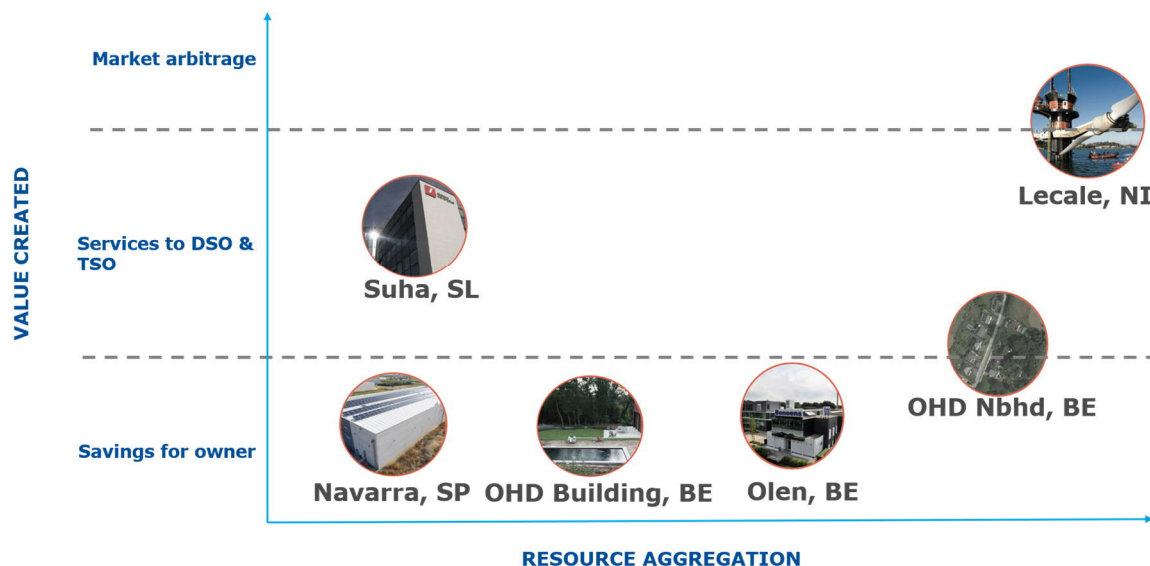 Market arbitrage
Lecale, NI
VALUE CREATED
Services to DSO &
TSO
Suha, SL
OHD Nbhd, BE
Savings for owner
Navarra, SP
OHD Building, BE
Olen, BE
RESOURCE AGGREGATION